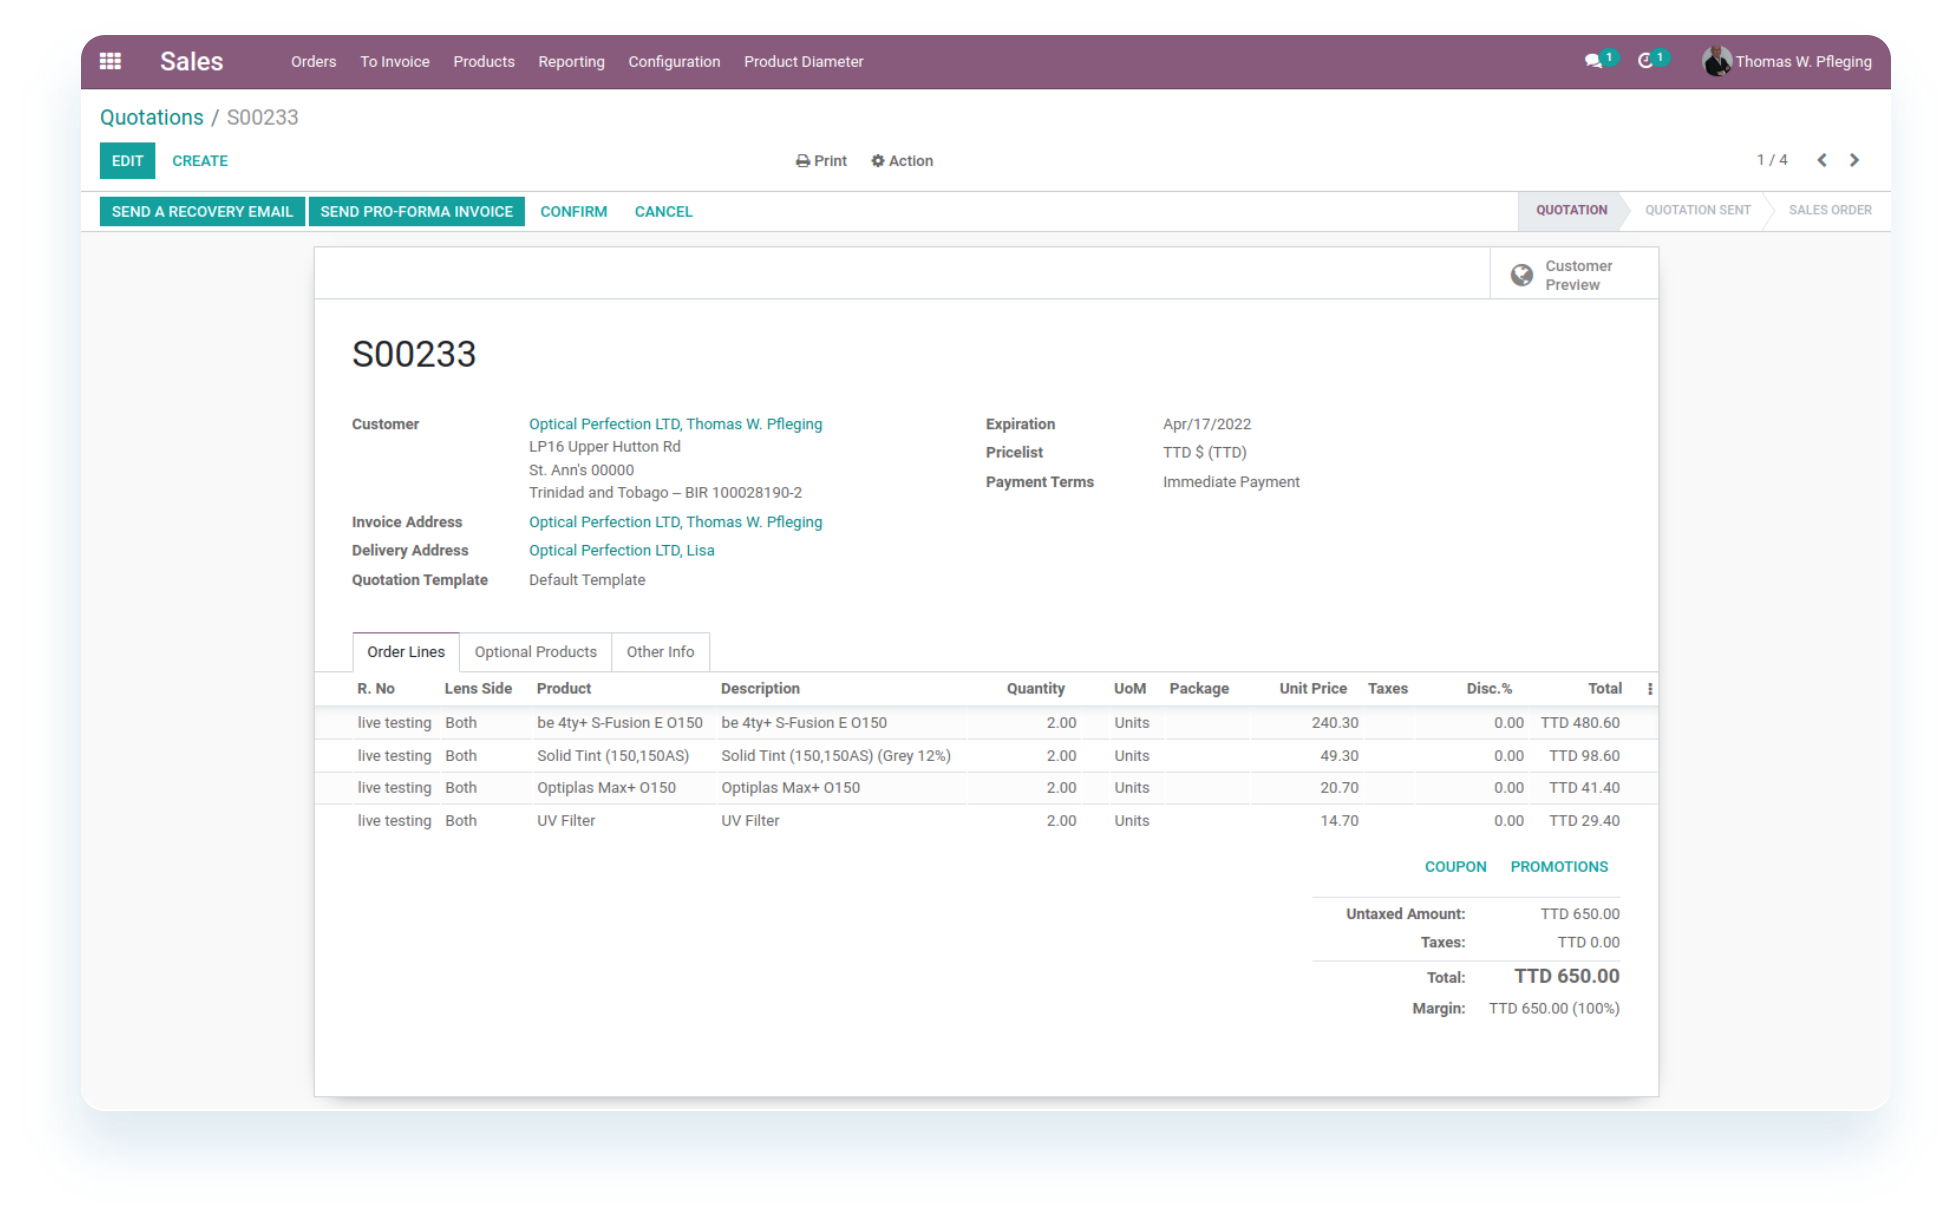 Sales Orders To Invoice Products Reporting Configuration Product Diameter 1 1 Thomas W. Pfleging
Quotations / S00233
EDIT CREATE Print Action 1 / 4
SEND A RECOVERY EMAIL SEND PRO-FORMA INVOICE CONFIRM CANCEL QUOTATION QUOTATION SENT SALES ORDER
Customer
Preview
S00233
Customer Optical Perfection LTD, Thomas W. Pfleging Expiration Apr/17/2022
LP16 Upper Hutton Rd Pricelist TTD $ (TTD)
St. Ann's 00000 Payment Terms Immediate Payment
Trinidad and Tobago – BIR 100028190-2
Invoice Address Optical Perfection LTD, Thomas W. Pfleging
Delivery Address Optical Perfection LTD, Lisa
Quotation Template Default Template
Order Lines Optional Products Other Info
R. No Lens Side Product Description Quantity UoM Package Unit Price Taxes Disc.% Total
live testing Both be 4ty+ S-Fusion E O150 be 4ty+ S-Fusion E O150 2.00 Units 240.30 0.00 TTD 480.60
live testing Both Solid Tint (150,150AS) Solid Tint (150,150AS) (Grey 12%) 2.00 Units 49.30 0.00 TTD 98.60
live testing Both Optiplas Max+ O150 Optiplas Max+ O150 2.00 Units 20.70 0.00 TTD 41.40
live testing Both UV Filter UV Filter 2.00 Units 14.70 0.00 TTD 29.40
COUPON PROMOTIONS
Untaxed Amount: TTD 650.00
Taxes: TTD 0.00
Total: TTD 650.00
Margin: TTD 650.00 (100%)